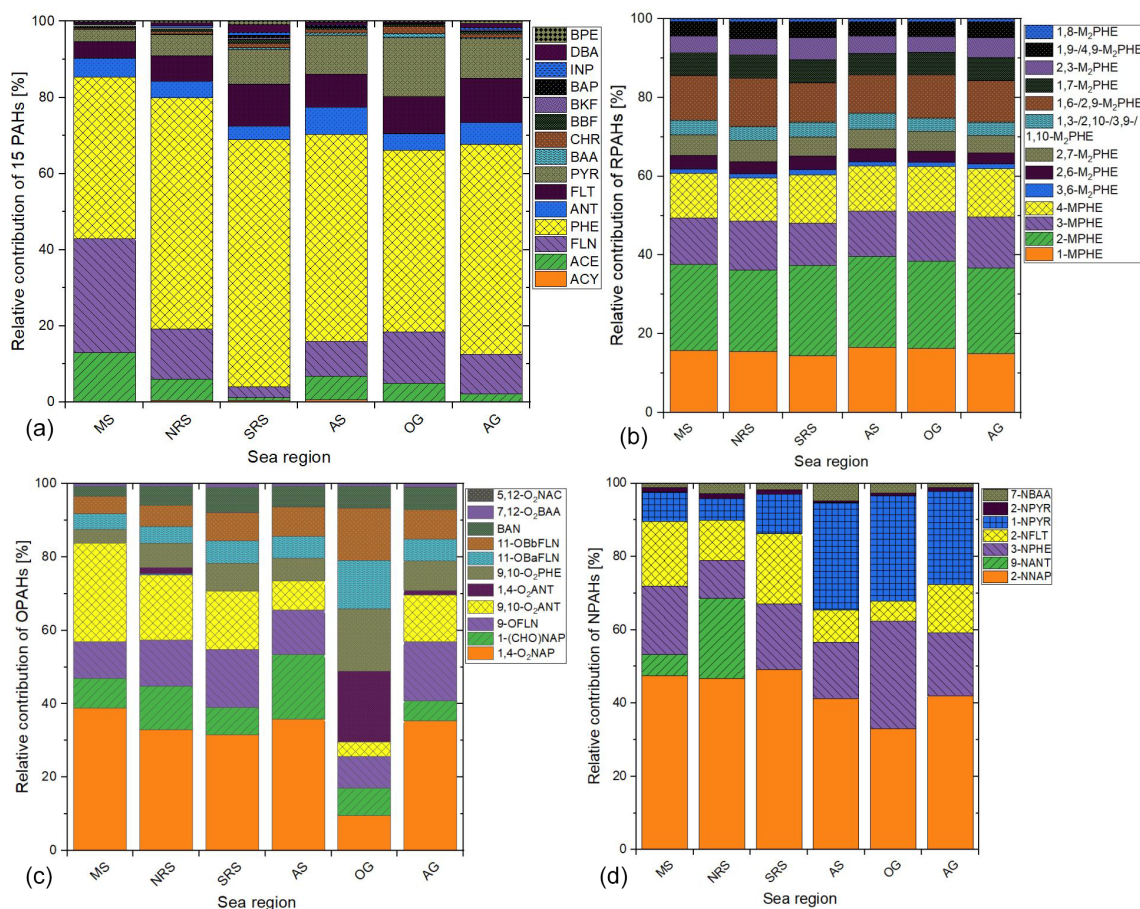 Relative contribution of 15 PAHs [%]
100
80
60
40
20
0
MS
NRS
SRS
AS
OG
AG
Sea region
(a)
BPE
DBA
INP
BAP
BKF
BBF
CHR
BAA
PYR
FLT
ANT
PHE
FLN
ACE
ACY
Relative contribution of RPAHs [%]
100
80
60
40
20
0
MS
NRS
SRS
AS
OG
AG
Sea region
(b)
1,8-M₂PHE
1,9-/4,9-M₂PHE
2,3-M₂PHE
1,7-M₂PHE
1,6-/2,9-M₂PHE
1,3-/2,10-/3,9-/
1,10-M₂PHE
2,7-M₂PHE
2,6-M₂PHE
3,6-M₂PHE
4-MPHE
3-MPHE
2-MPHE
1-MPHE
Relative contribution of OPAHs [%]
100
80
60
40
20
0
MS
NRS
SRS
AS
OG
AG
Sea region
(c)
5,12-O₂NAC
7,12-O₂BAA
BAN
11-OBbFLN
11-OBaFLN
9,10-O₂PHE
1,4-O₂ANT
9,10-O₂ANT
9-OFLN
1-(CHO)NAP
1,4-O₂NAP
Relative contribution of NPAHs [%]
100
80
60
40
20
0
MS
NRS
SRS
AS
OG
AG
Sea region
(d)
7-NBAA
2-NPYR
1-NPYR
2-NFLT
3-NPHE
9-NANT
2-NNAP